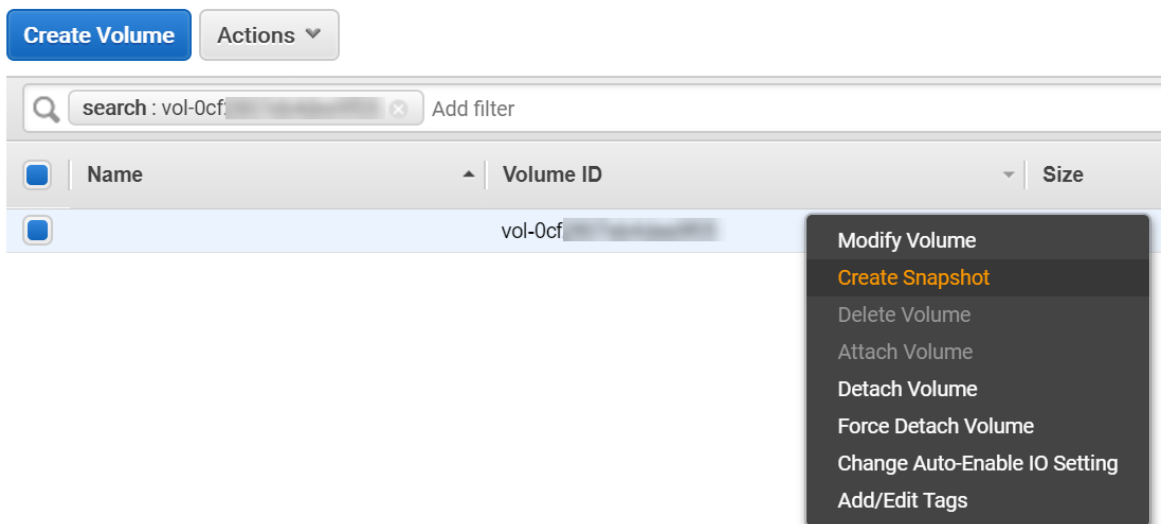 Create Volume Actions
search : vol-0cf Add filter
Name Volume ID Size
vol-0cf
Modify Volume
Create Snapshot
Delete Volume
Attach Volume
Detach Volume
Force Detach Volume
Change Auto-Enable IO Setting
Add/Edit Tags